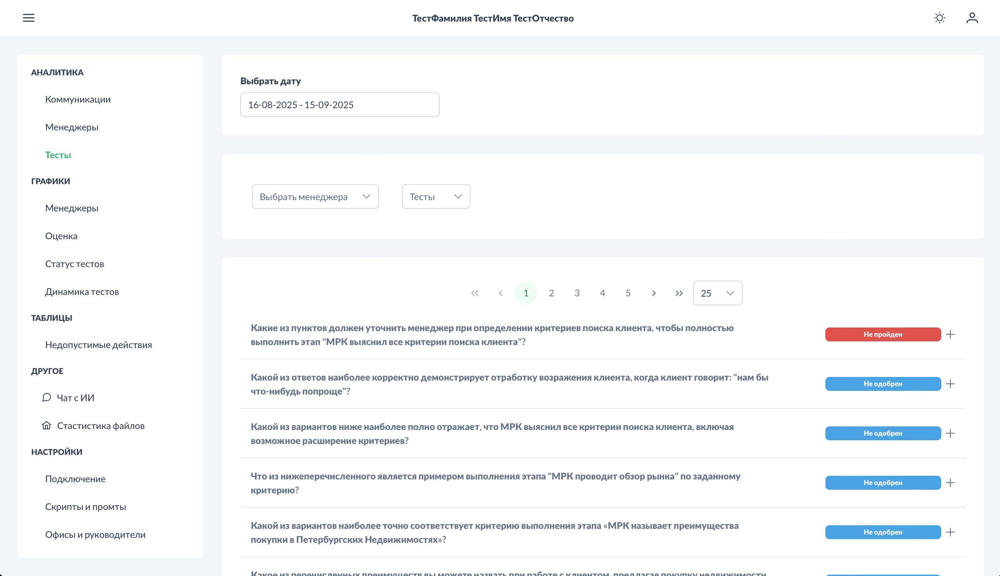 ТестФамилия ТестИмя ТестОтчество
АНАЛИТИКА
Коммуникации
Менеджеры
Тесты
ГРАФИКИ
Менеджеры
Оценка
Статус тестов
Динамика тестов
ТАБЛИЦЫ
Недопустимые действия
ДРУГОЕ
Чат с ИИ
Стастистика файлов
НАСТРОЙКИ
Подключение
Скрипты и промты
Офисы и руководители
Выбрать дату
16-08-2025 - 15-09-2025
Выбрать менеджера
Тесты
1 2 3 4 5 25
Какие из пунктов должен уточнить менеджер при определении критериев поиска клиента, чтобы полностью
выполнить этап "МРК выяснил все критерии поиска клиента"?
Не пройден
Какой из ответов наиболее корректно демонстрирует отработку возражения клиента, когда клиент говорит: "нам бы
что-нибудь попроще"?
Не одобрен
Какой из вариантов ниже наиболее полно отражает, что МРК выяснил все критерии поиска клиента, включая
возможное расширение критериев?
Не одобрен
Что из нижеперечисленного является примером выполнения этапа "МРК проводит обзор рынка" по заданному
критерию?
Не одобрен
Какой из вариантов наиболее точно соответствует критерию выполнения этапа «МРК называет преимущества
покупки в Петербургских Недвижимостях»?
Не одобрен
Какое из перечисленных преимуществ вы можете назвать при работе с клиентом, предлагая покупку недвижимости